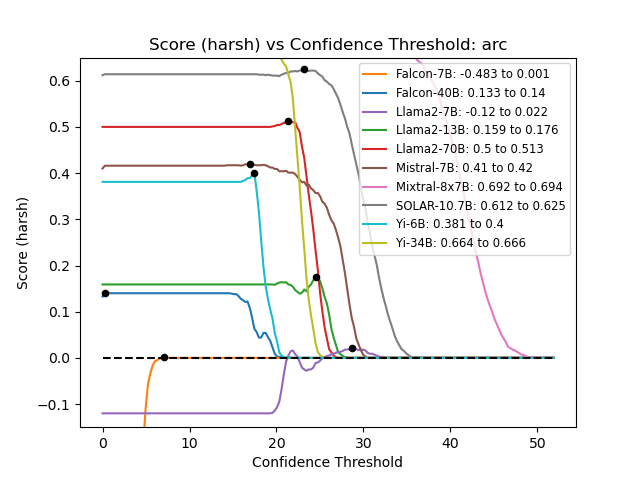 Score (harsh) vs Confidence Threshold: arc
Falcon-7B: -0.483 to 0.001
Falcon-40B: 0.133 to 0.14
Llama2-7B: -0.12 to 0.022
Llama2-13B: 0.159 to 0.176
Llama2-70B: 0.5 to 0.513
Mistral-7B: 0.41 to 0.42
Mixtral-8x7B: 0.692 to 0.694
SOLAR-10.7B: 0.612 to 0.625
Yi-6B: 0.381 to 0.4
Yi-34B: 0.664 to 0.666
Score (harsh)
0.6
0.5
0.4
0.3
0.2
0.1
0.0
−0.1
0 10 20 30 40 50
Confidence Threshold